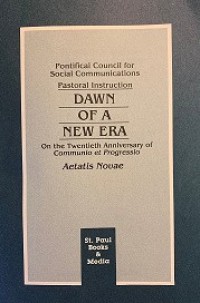 Pontifical Council for
Social Communications
Pastoral Instruction
DAWN
OF A
NEW ERA
On the Twentieth Anniversary of
Communio et Progressio
Aetatis Novae
St. Paul
Books
&
Media